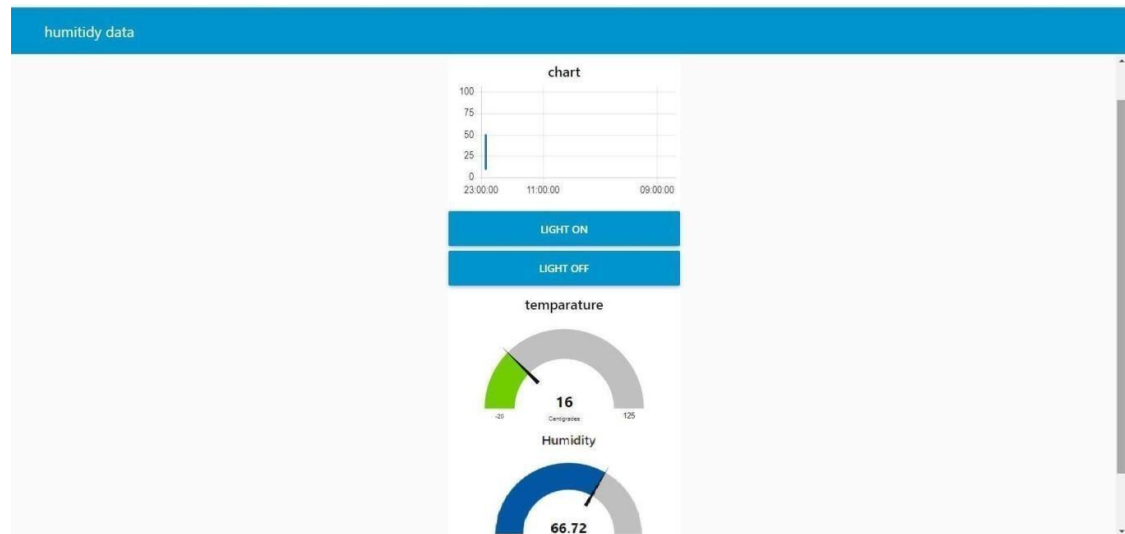 humitidy data
chart
100
75
50
25
0
23:00:00 11:00:00 09:00:00
LIGHT ON
LIGHT OFF
temparature
16
-20 Centigrades 125
Humidity
66.72